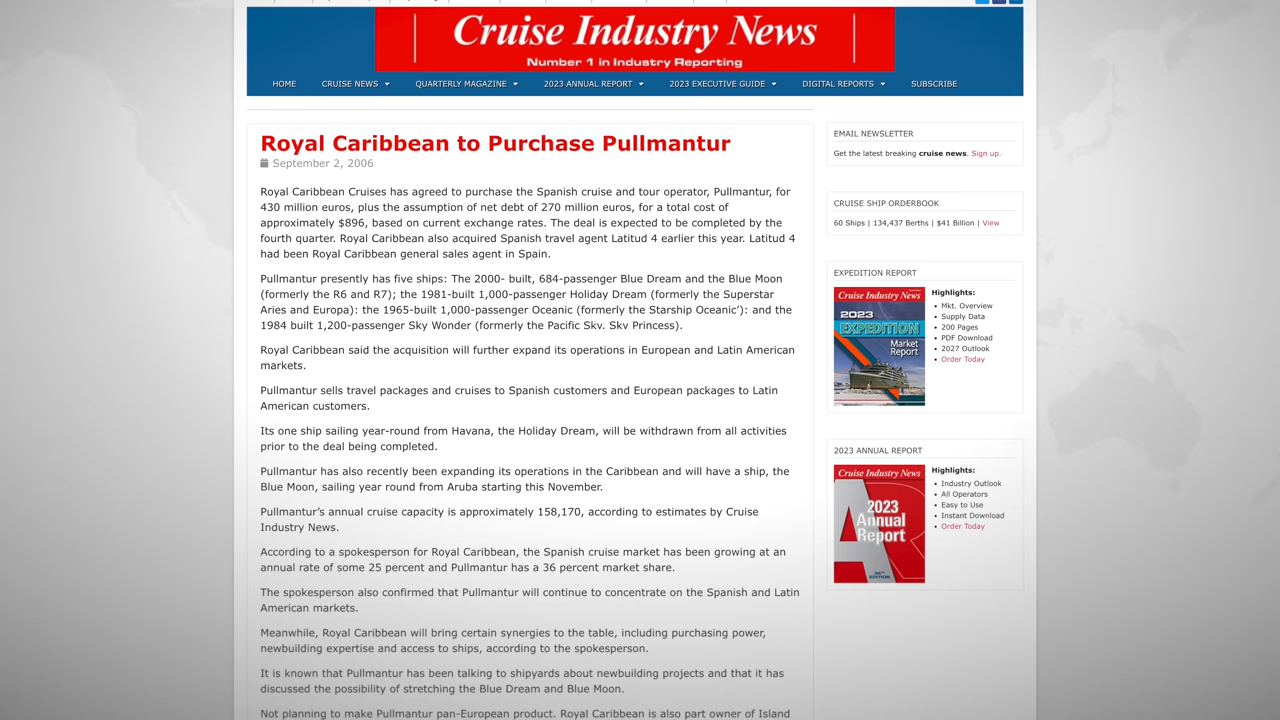 Cruise Industry News
Number 1 in Industry Reporting
HOME CRUISE NEWS QUARTERLY MAGAZINE 2023 ANNUAL REPORT 2023 EXECUTIVE GUIDE DIGITAL REPORTS SUBSCRIBE
Royal Caribbean to Purchase Pullmantur
September 2, 2006
Royal Caribbean Cruises has agreed to purchase the Spanish cruise and tour operator, Pullmantur, for
430 million euros, plus the assumption of net debt of 270 million euros, for a total cost of
approximately $896, based on current exchange rates. The deal is expected to be completed by the
fourth quarter. Royal Caribbean also acquired Spanish travel agent Latitud 4 earlier this year. Latitud 4
had been Royal Caribbean general sales agent in Spain.
Pullmantur presently has five ships: The 2000- built, 684-passenger Blue Dream and the Blue Moon
(formerly the R6 and R7); the 1981-built 1,000-passenger Holiday Dream (formerly the Superstar
Aries and Europa): the 1965-built 1,000-passenger Oceanic (formerly the Starship Oceanic’): and the
1984 built 1,200-passenger Sky Wonder (formerly the Pacific Skv. Skv Princess).
Royal Caribbean said the acquisition will further expand its operations in European and Latin American
markets.
Pullmantur sells travel packages and cruises to Spanish customers and European packages to Latin
American customers.
Its one ship sailing year-round from Havana, the Holiday Dream, will be withdrawn from all activities
prior to the deal being completed.
Pullmantur has also recently been expanding its operations in the Caribbean and will have a ship, the
Blue Moon, sailing year round from Aruba starting this November.
Pullmantur’s annual cruise capacity is approximately 158,170, according to estimates by Cruise
Industry News.
According to a spokesperson for Royal Caribbean, the Spanish cruise market has been growing at an
annual rate of some 25 percent and Pullmantur has a 36 percent market share.
The spokesperson also confirmed that Pullmantur will continue to concentrate on the Spanish and Latin
American markets.
Meanwhile, Royal Caribbean will bring certain synergies to the table, including purchasing power,
newbuilding expertise and access to ships, according to the spokesperson.
It is known that Pullmantur has been talking to shipyards about newbuilding projects and that it has
discussed the possibility of stretching the Blue Dream and Blue Moon.
Not planning to make Pullmantur pan-European product. Royal Caribbean is also part owner of Island
EMAIL NEWSLETTER
Get the latest breaking cruise news. Sign up.
CRUISE SHIP ORDERBOOK
60 Ships | 134,437 Berths | $41 Billion | View
EXPEDITION REPORT
Cruise Industry News
2023
EXPEDITION
Market
Report
Highlights:
• Mkt. Overview
• Supply Data
• 200 Pages
• PDF Download
• 2027 Outlook
• Order Today
2023 ANNUAL REPORT
Cruise Industry News
2023
Annual
Report
EDITION
Highlights:
• Industry Outlook
• All Operators
• Easy to Use
• Instant Download
• Order Today